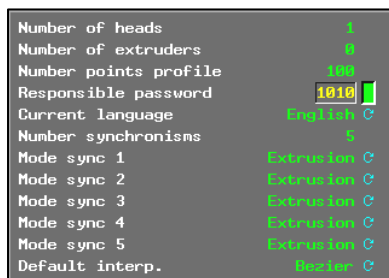 Number of heads 1
Number of extruders 0
Number points profile 100
Responsible password 1010
Current language English
Number synchronisms 5
Mode sync 1 Extrusion
Mode sync 2 Extrusion
Mode sync 3 Extrusion
Mode sync 4 Extrusion
Mode sync 5 Extrusion
Default interp. Bezier